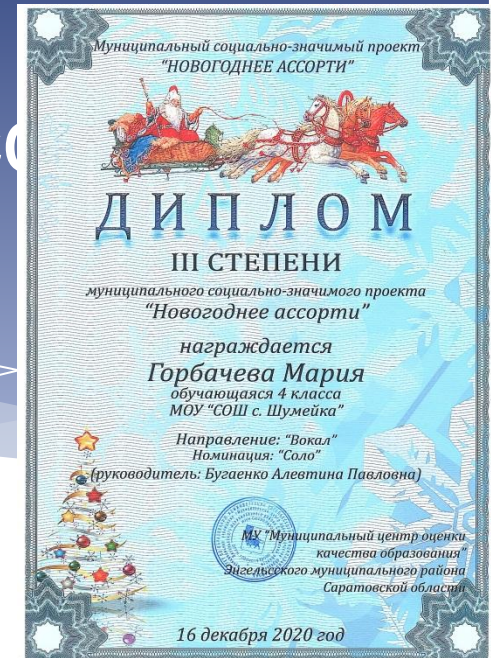 Муниципальный социально-значимый проект
“НОВОГОДНЕЕ АССОРТИ”
ДИПЛОМ
III СТЕПЕНИ
муниципального социально-значимого проекта
“Новогоднее ассорти”
награждается
Горбачева Мария
обучающаяся 4 класса
МОУ “СОШ с. Шумейка”
Направление: “Вокал”
Номинация: “Соло”
(руководитель: Бугаенко Алевтина Павловна)
МУ “Муниципальный центр оценки
качества образования”
Энгельсского муниципального района
Саратовской области
16 декабря 2020 год